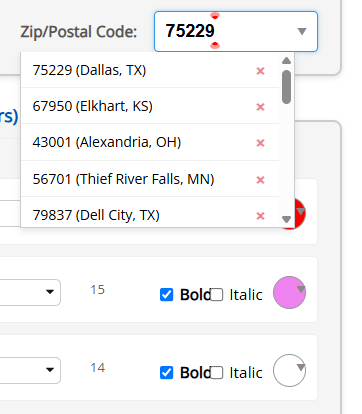 Zip/Postal Code: 75229
75229 (Dallas, TX) ×
67950 (Elkhart, KS) ×
rs)
43001 (Alexandria, OH) ×
56701 (Thief River Falls, MN) ×
79837 (Dell City, TX) ×
15 Bold Italic
14 Bold Italic